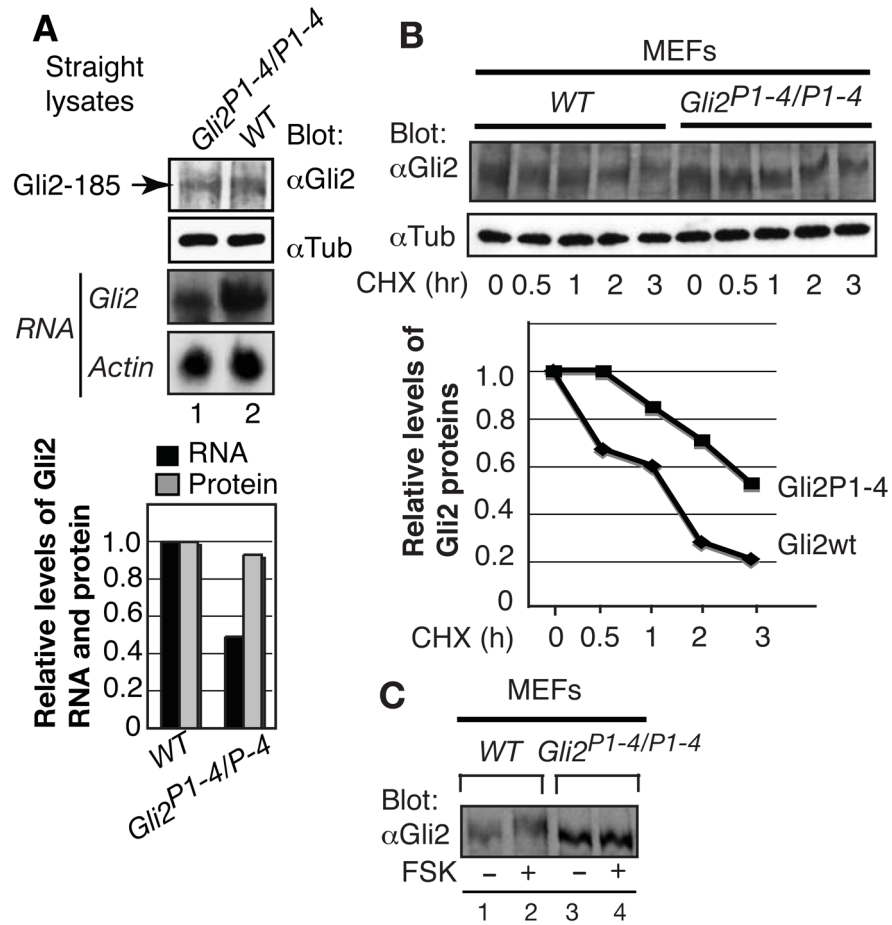 A
Straight
lysates
Gli2P1-4/P1-4
WT
Blot:
Gli2-185
αGli2
αTub
RNA
Gli2
Actin
1 2
RNA
Protein
Relative levels of Gli2
RNA and protein
1.0
0.8
0.6
0.4
0.2
0
WT
Gli2P1-4/P-4
B
MEFs
WT Gli2P1-4/P1-4
Blot:
αGli2
αTub
CHX (hr) 0 0.5 1 2 3 0 0.5 1 2 3
Relative levels of
Gli2 proteins
1.0
0.8
0.6
0.4
0.2
0
Gli2P1-4
Gli2wt
CHX (h) 0 0.5 1 2 3
C
MEFs
WT Gli2P1-4/P1-4
Blot:
αGli2
FSK – + – +
1 2 3 4